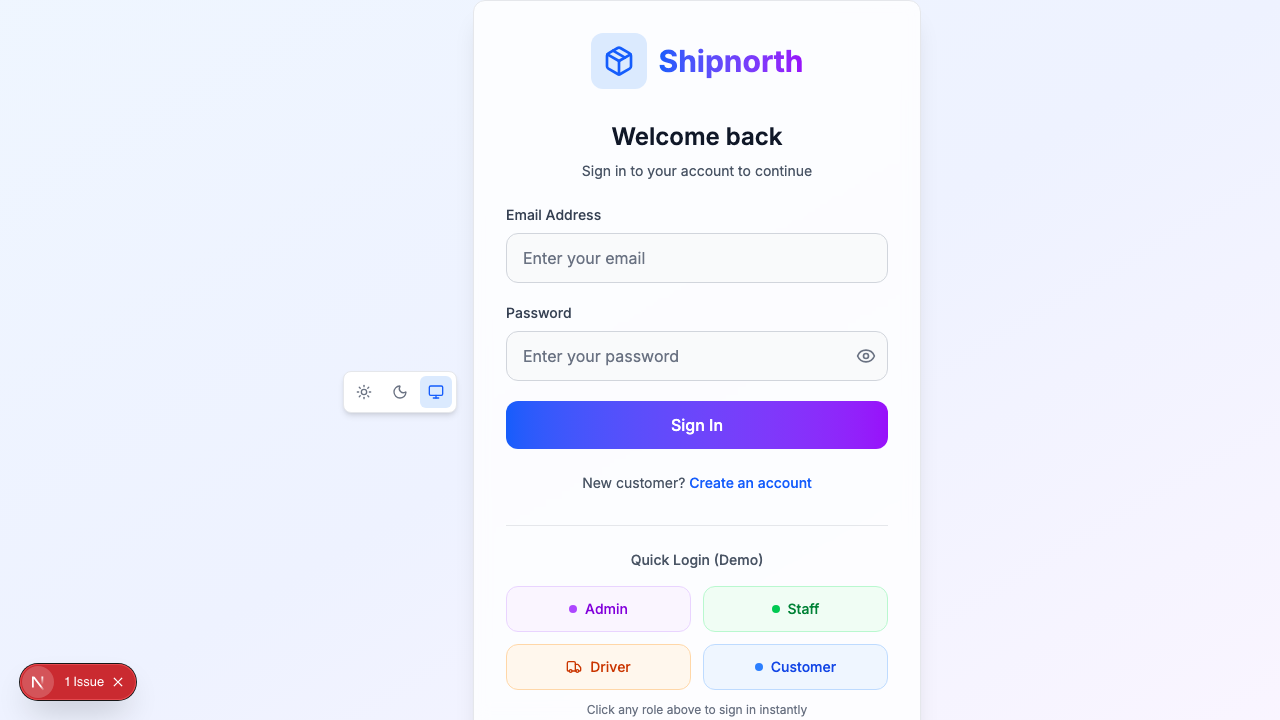 Shipnorth
Welcome back
Sign in to your account to continue
Email Address
Enter your email
Password
Enter your password
Sign In
New customer? Create an account
Quick Login (Demo)
Admin
Staff
Driver
Customer
Click any role above to sign in instantly
N 1 Issue